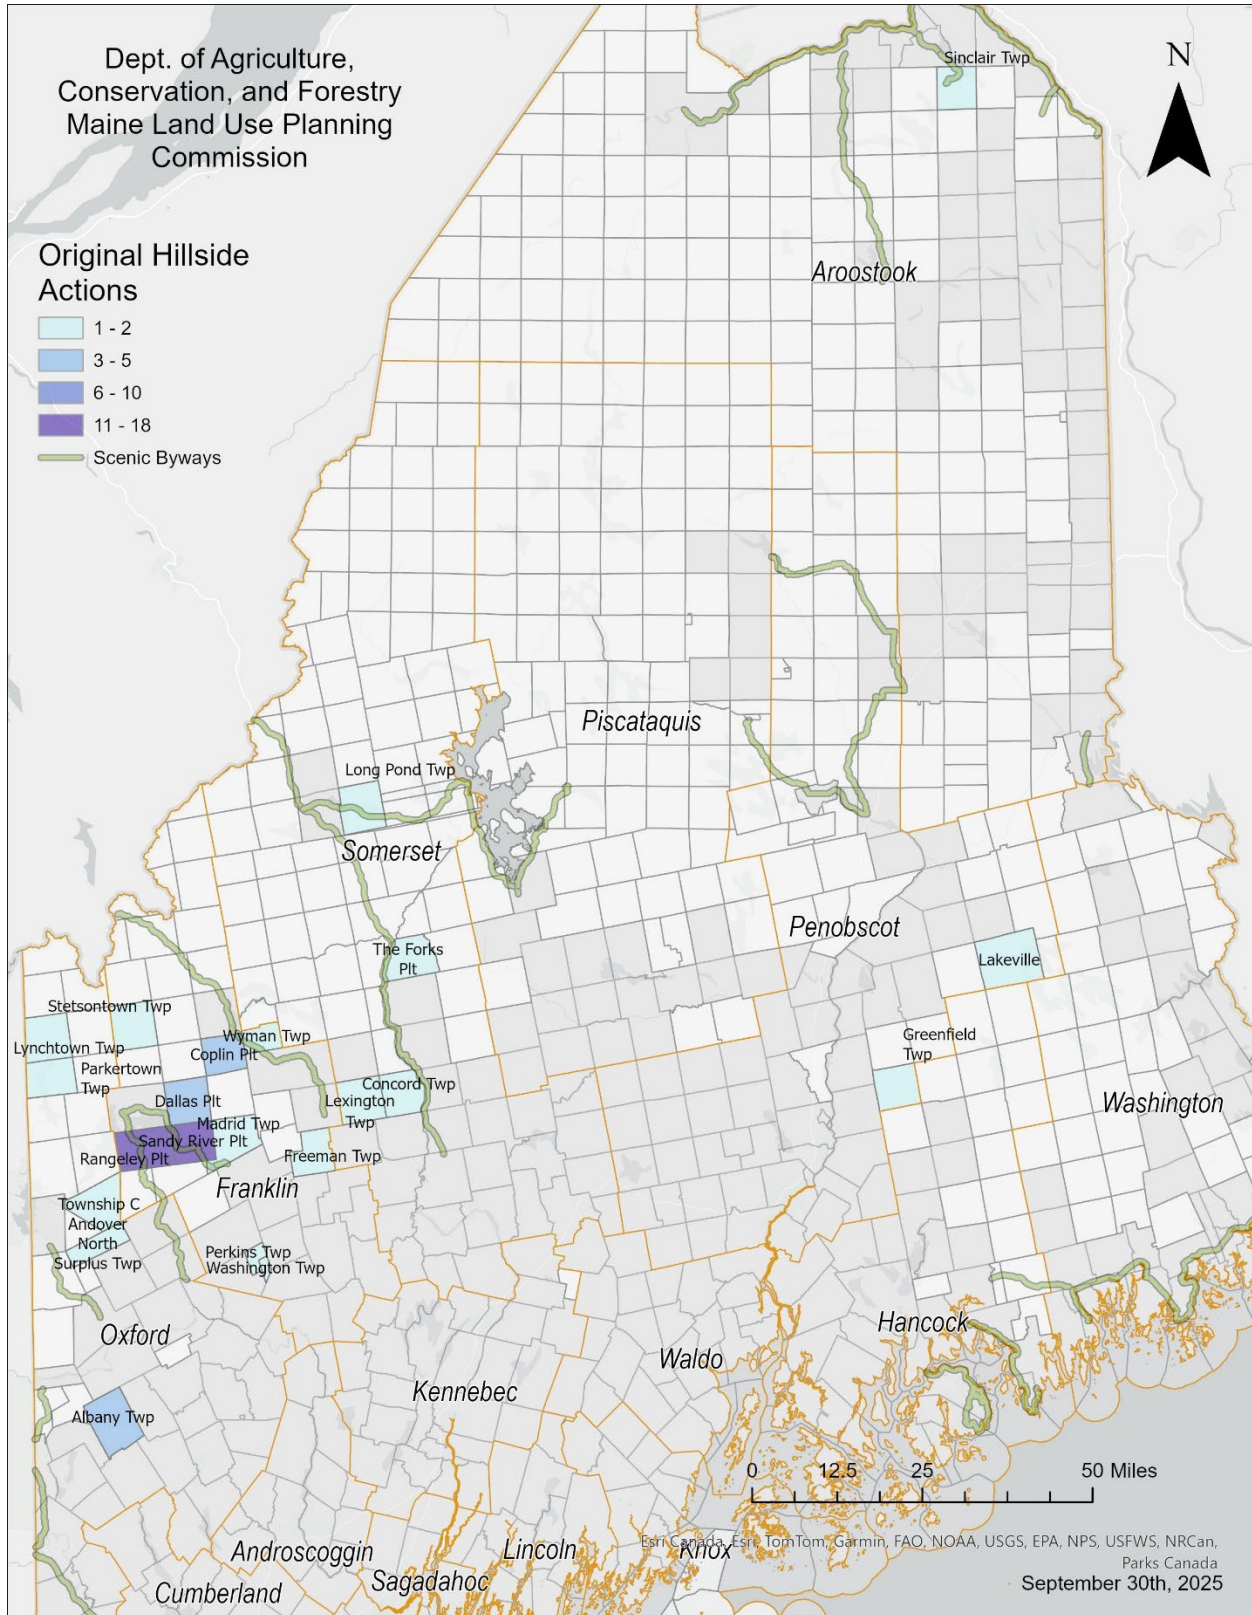 Dept. of Agriculture,
Conservation, and Forestry
Maine Land Use Planning
Commission
N
Original Hillside
Actions
1 - 2
3 - 5
6 - 10
11 - 18
Scenic Byways
Sinclair Twp
Aroostook
Piscataquis
Long Pond Twp
Somerset
Penobscot
The Forks
Plt
Lakeville
Stetsontown Twp
Wyman Twp
Greenfield
Twp
Lynchtown Twp
Coplin Plt
Parkertown
Twp
Concord Twp
Lexington
Twp
Dallas Plt
Washington
Madrid Twp
Sandy River Plt
Rangeley Plt
Freeman Twp
Franklin
Township C
Andover
North
Surplus Twp
Perkins Twp
Washington Twp
Hancock
Oxford
Waldo
Kennebec
Albany Twp
0 12.5 25 50 Miles
Androscoggin
Lincoln
Knox
Sagadahoc
Cumberland
Esri Canada, Esri, TomTom, Garmin, FAO, NOAA, USGS, EPA, NPS, USFWS, NRCan,
Parks Canada
September 30th, 2025